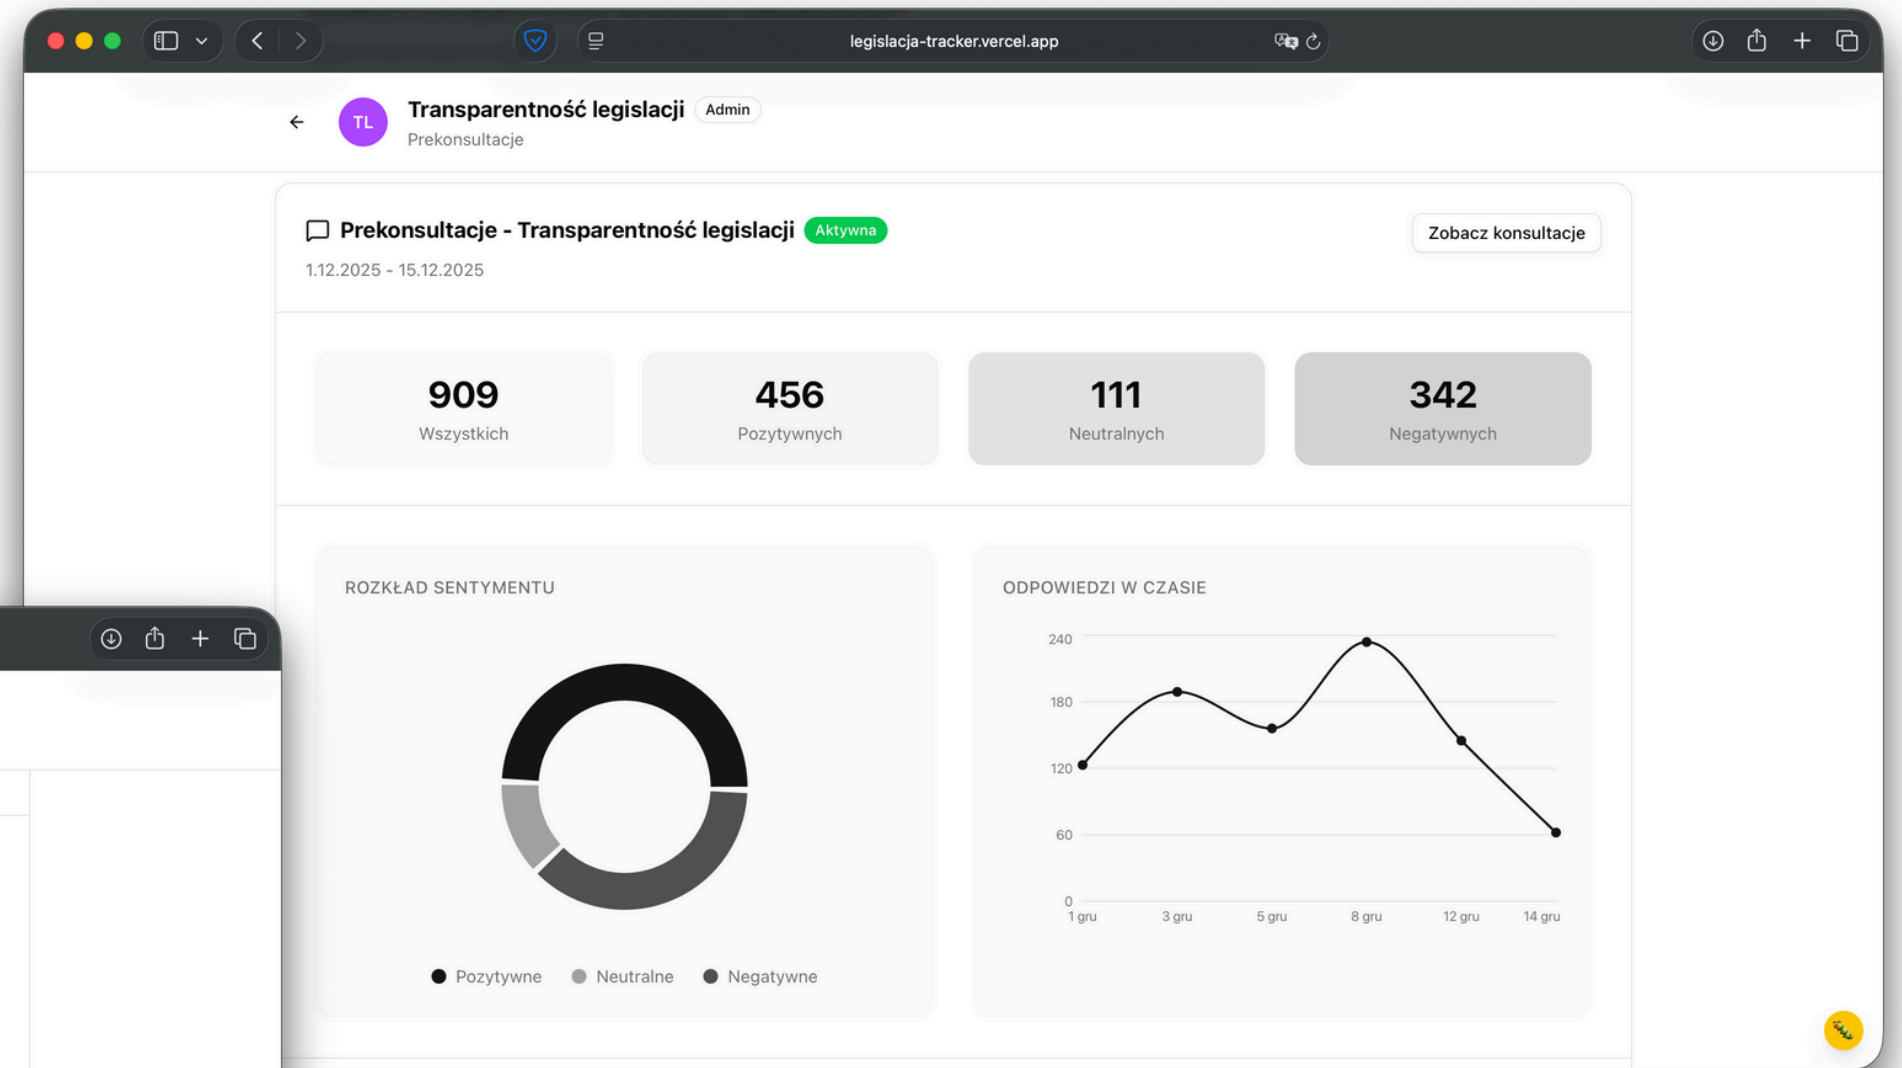 legislacja-tracker.vercel.app
TL
Transparentność legislacji Admin
Prekonsultacje
Prekonsultacje - Transparentność legislacji Aktywna
Zobacz konsultacje
1.12.2025 - 15.12.2025
909
Wszystkich
456
Pozytywnych
111
Neutralnych
342
Negatywnych
ROZKŁAD SENTYMENTU
Pozytywne Neutralne Negatywne
ODPOWIEDZI W CZASIE
240
180
120
60
0
1 gru 3 gru 5 gru 8 gru 12 gru 14 gru